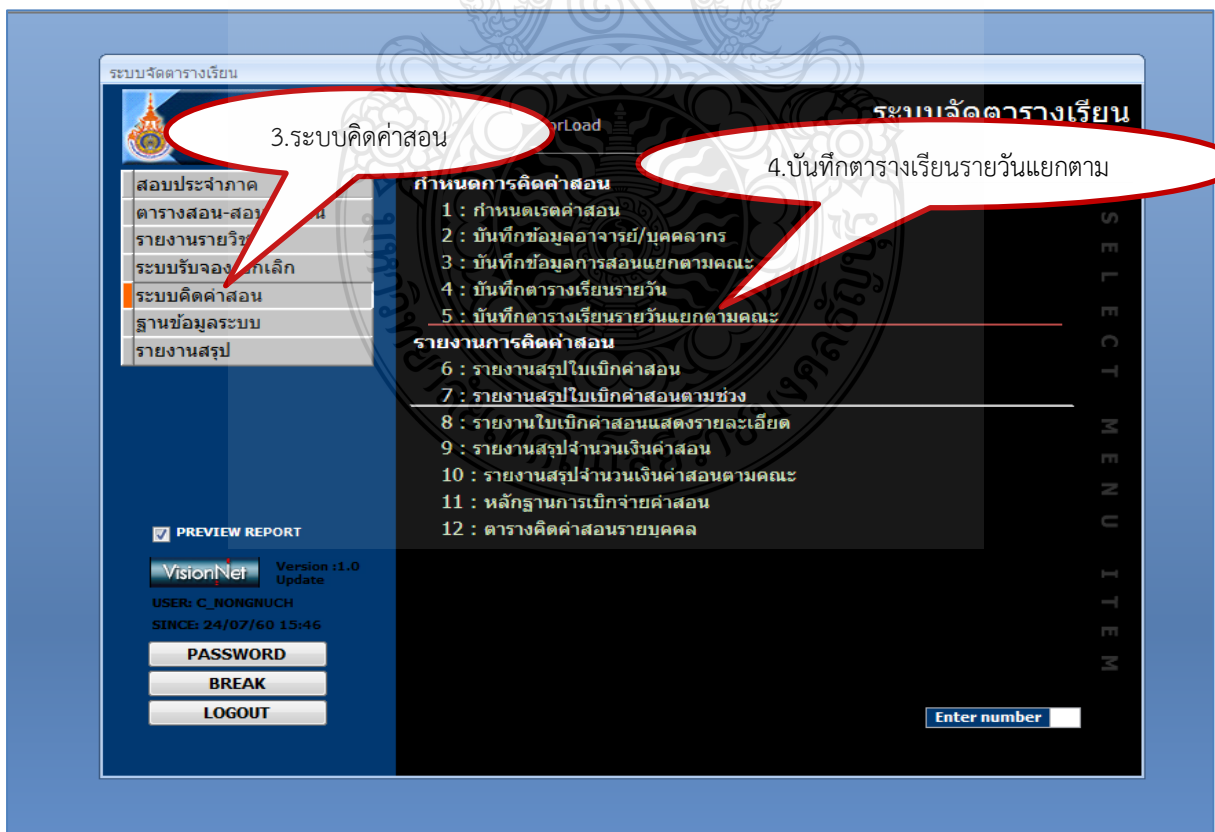 ระบบจัดตารางเรียน
ระบบจัดตารางเรียน
orLoad
3.ระบบคิดค่าสอน
4.บันทึกตารางเรียนรายวันแยกตาม
สอบประจำภาค
ตารางสอน-สอบ
รายงานรายวิช
ระบบรับจอง
กเลิก
ระบบคิดค่าสอน
ฐานข้อมูลระบบ
รายงานสรุป
กำหนดการคิดค่าสอน
1 : กำหนดเรตค่าสอน
2 : บันทึกข้อมูลอาจารย์/บุคคลากร
3 : บันทึกข้อมูลการสอนแยกตามคณะ
4 : บันทึกตารางเรียนรายวัน
5 : บันทึกตารางเรียนรายวันแยกตามคณะ
รายงานการคิดค่าสอน
6 : รายงานสรุปใบเบิกค่าสอน
7 : รายงานสรุปใบเบิกค่าสอนตามช่วง
8 : รายงานใบเบิกค่าสอนแสดงรายละเอียด
9 : รายงานสรุปจำนวนเงินค่าสอน
10 : รายงานสรุปจำนวนเงินค่าสอนตามคณะ
11 : หลักฐานการเบิกจ่ายค่าสอน
12 : ตารางคิดค่าสอนรายบุคคล
SELECT MENU ITEM
PREVIEW REPORT
VisionNet
Version :1.0
Update
USER: C_NONGNUCH
SINCE: 24/07/60 15:46
PASSWORD
BREAK
LOGOUT
Enter number